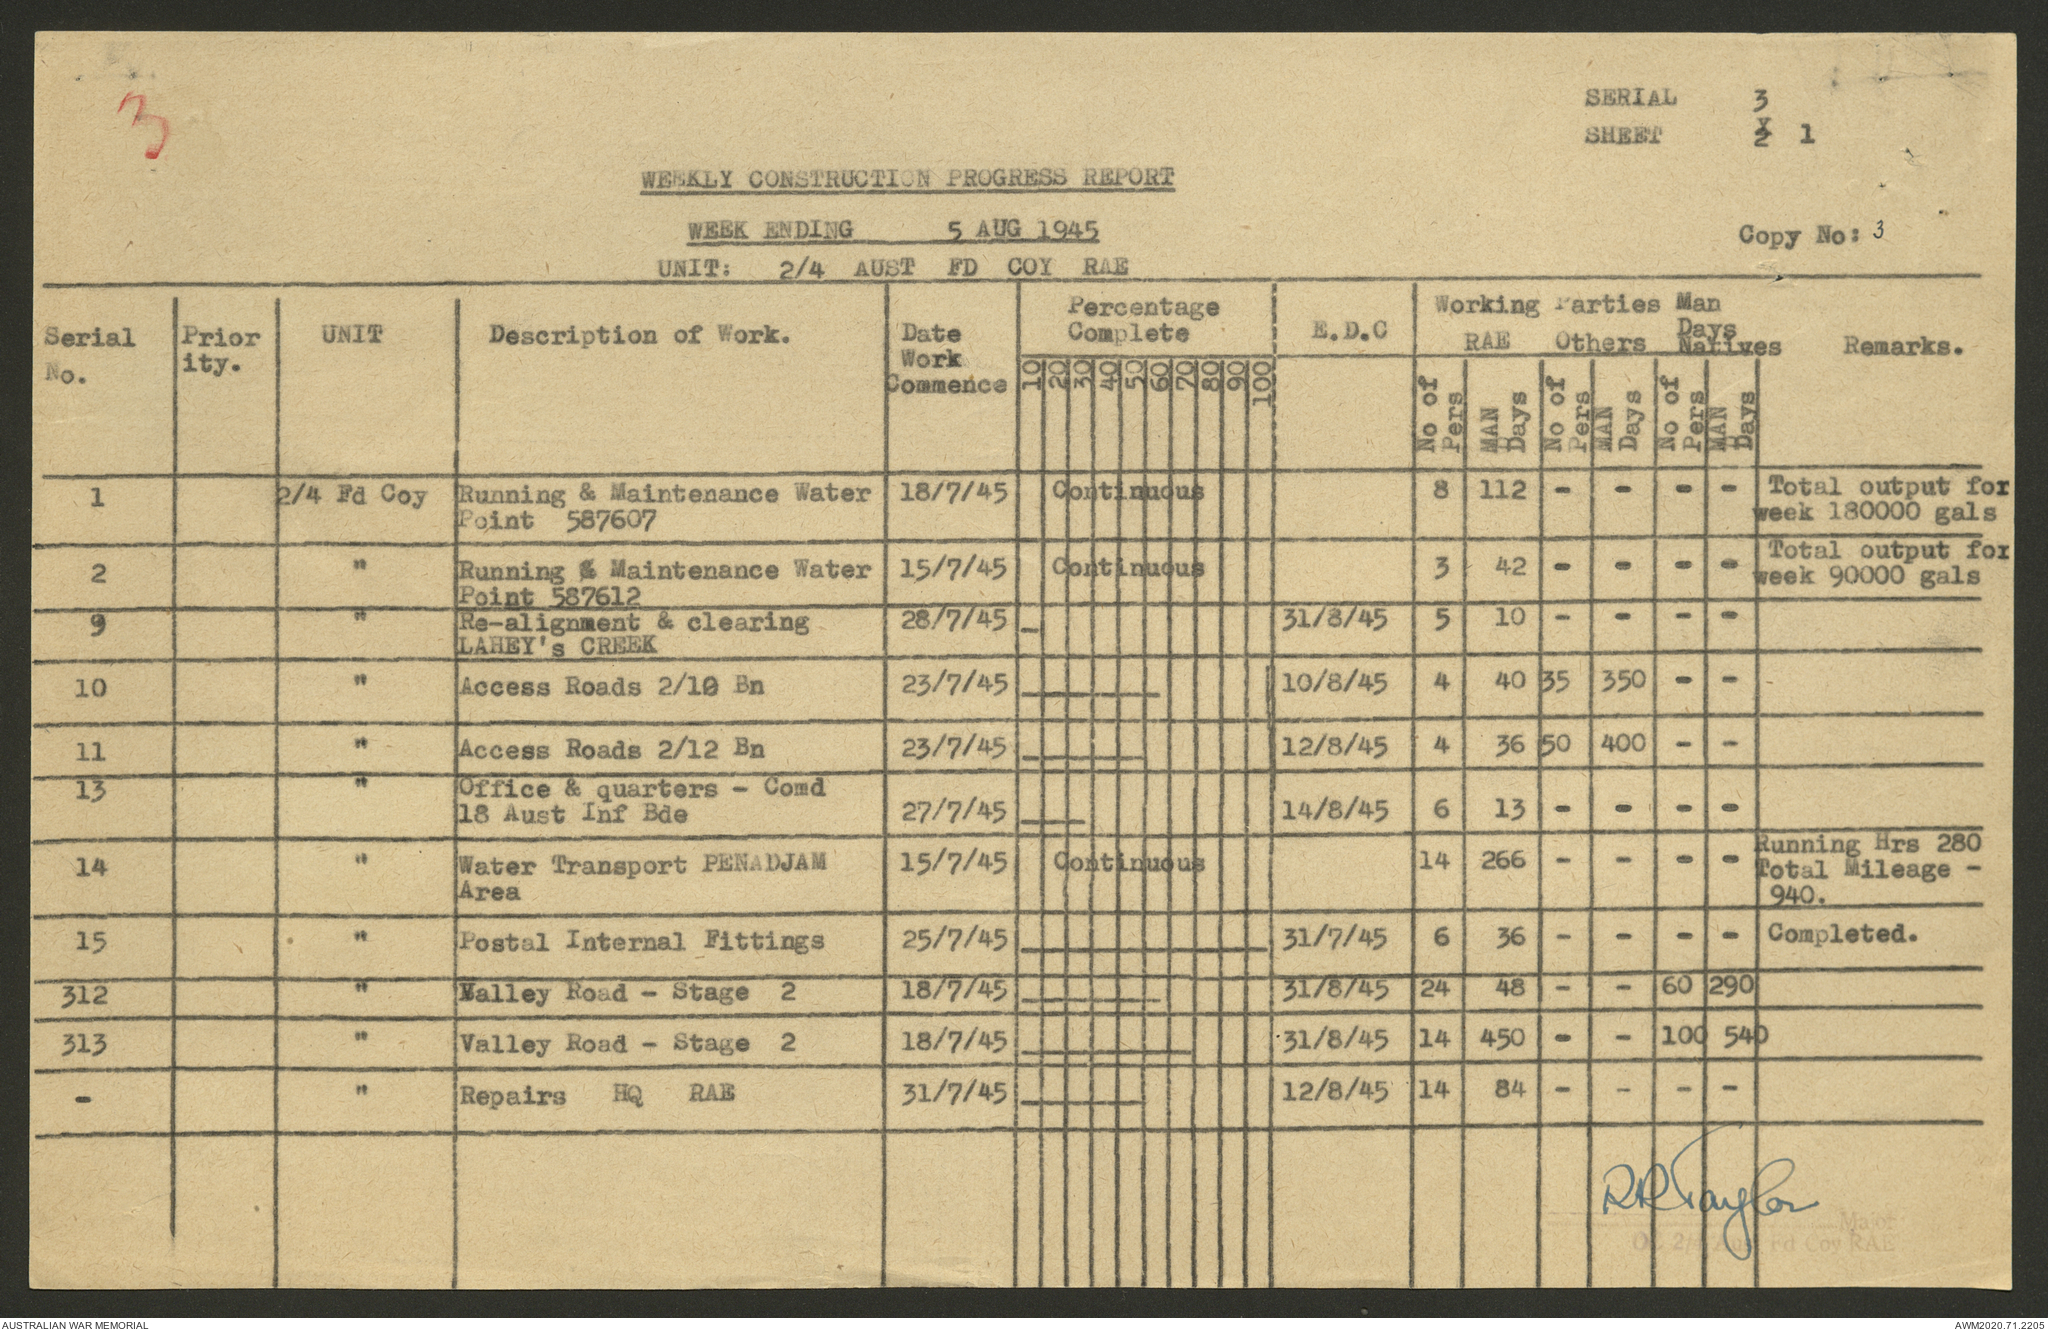 3
SERIAL 3
SHEET 2 1
WEEKLY CONSTRUCTION PROGRESS REPORT
WEEK ENDING 5 AUG 1945
Copy No: 3
UNIT: 2/4 AUST FD COY RAE
Serial No. Prior ity. UNIT Description of Work. Date Work Commence Percentage Complete E.D.C Working Parties Man Days Remarks.
RAE Others Natives
10 20 30 40 50 60 70 80 90 100 No of Pers MAN Days No of Pers MAN Days No of Pers MAN Days
1 2/4 Fd Coy Running & Maintenance Water 18/7/45 Continuous 8 112 - - - - Total output for
Point 587607 week 180000 gals
2 " Running & Maintenance Water 15/7/45 Continuous 3 42 - - - - Total output for
Point 587612 week 90000 gals
9 " Re-alignment & clearing 28/7/45 31/8/45 5 10 - - - -
LAHEY's CREEK
10 " Access Roads 2/10 Bn 23/7/45 10/8/45 4 40 35 350 - -
11 " Access Roads 2/12 Bn 23/7/45 12/8/45 4 36 50 400 - -
13 " Office & quarters - Comd
18 Aust Inf Bde 27/7/45 14/8/45 6 13 - - - -
14 " Water Transport PENADJAM 15/7/45 Continuous 14 266 - - - - Running Hrs 280
Area Total Mileage -
940.
15 " Postal Internal Fittings 25/7/45 31/7/45 6 36 - - - - Completed.
312 " Valley Road - Stage 2 18/7/45 31/8/45 24 48 - - 60 290
313 " Valley Road - Stage 2 18/7/45 31/8/45 14 450 - - 100 540
- " Repairs HQ RAE 31/7/45 12/8/45 14 84 - - - -
RR Taylor
Major
OC 2/4 Aust Fd Coy RAE
AUSTRALIAN WAR MEMORIAL AWM2020.71.2205